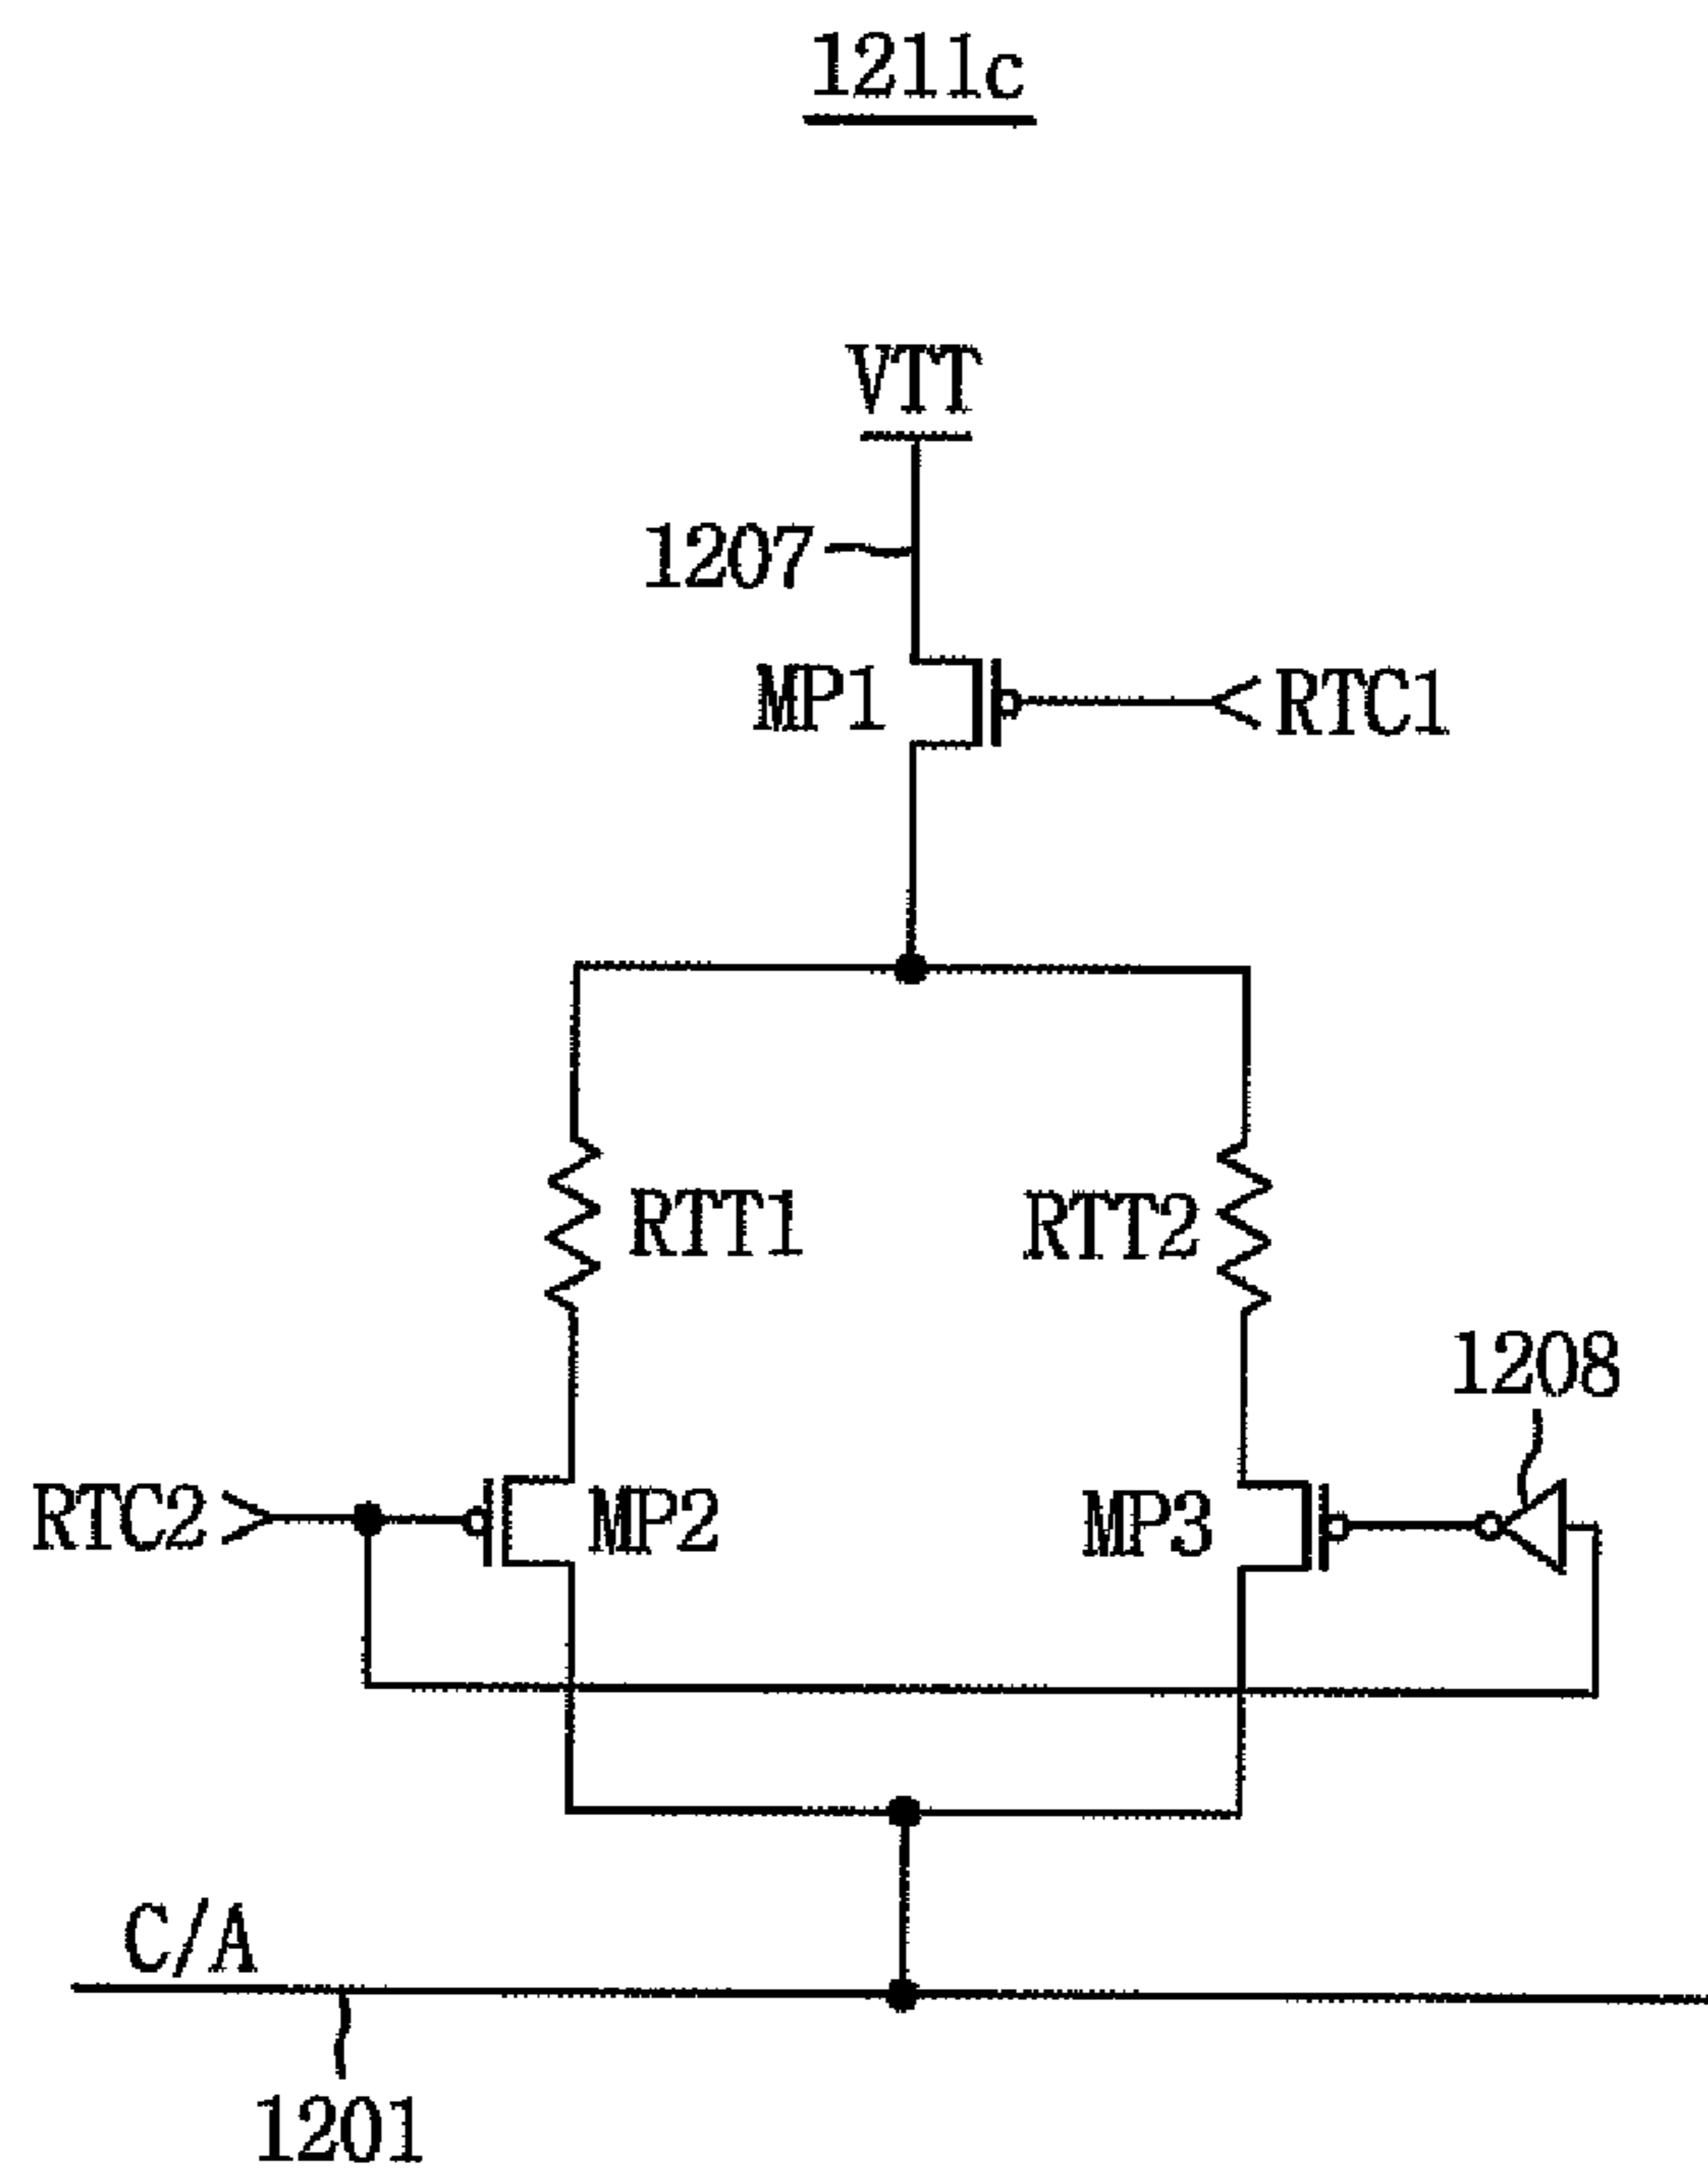 1211c
VTT
1207
MP1
RTC1
RTT1
RTT2
1208
RTC2
MP2
MP3
C/A
1201